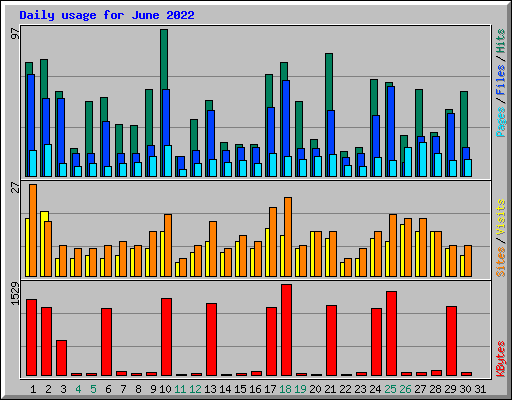 Daily usage for June 2022
97
Pages / Files / Hits
27
Sites / Visits
1529
KBytes
1 2 3 4 5 6 7 8 9 10 11 12 13 14 15 16 17 18 19 20 21 22 23 24 25 26 27 28 29 30 31